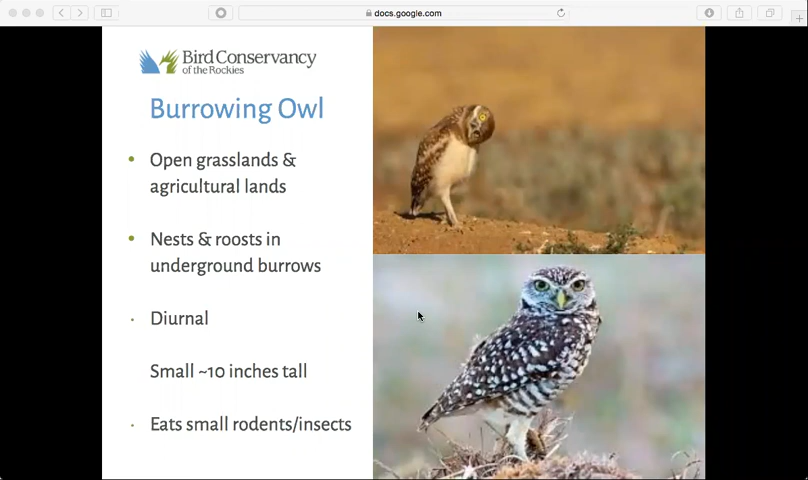 docs.google.com
Bird Conservancy
of the Rockies
Burrowing Owl
• Open grasslands &
agricultural lands
• Nests & roosts in
underground burrows
· Diurnal
Small ~10 inches tall
· Eats small rodents/insects